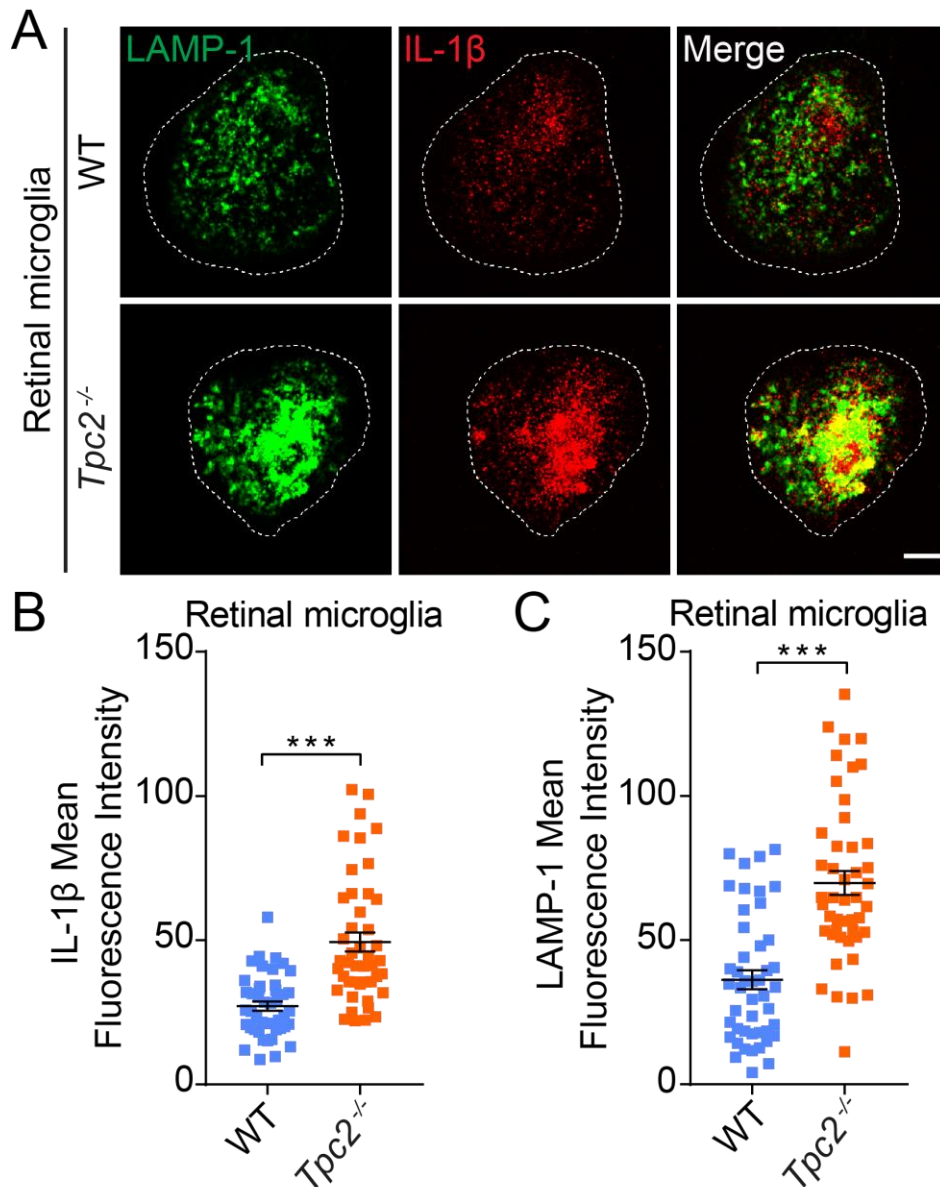 A
LAMP-1
IL-1β
Merge
Retinal microglia
WT
Tpc2-/-
B
Retinal microglia
IL-1β Mean
Fluorescence Intensity
150
100
50
0
***
WT
Tpc2-/-
C
Retinal microglia
LAMP-1 Mean
Fluorescence Intensity
150
100
50
0
***
WT
Tpc2-/-